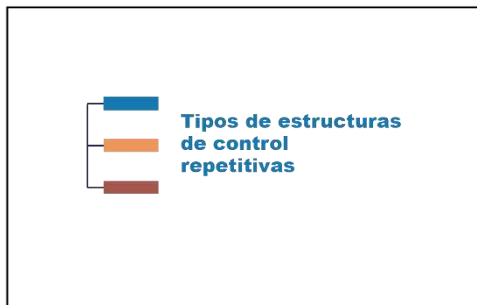 Tipos de estructuras
de control
repetitivas